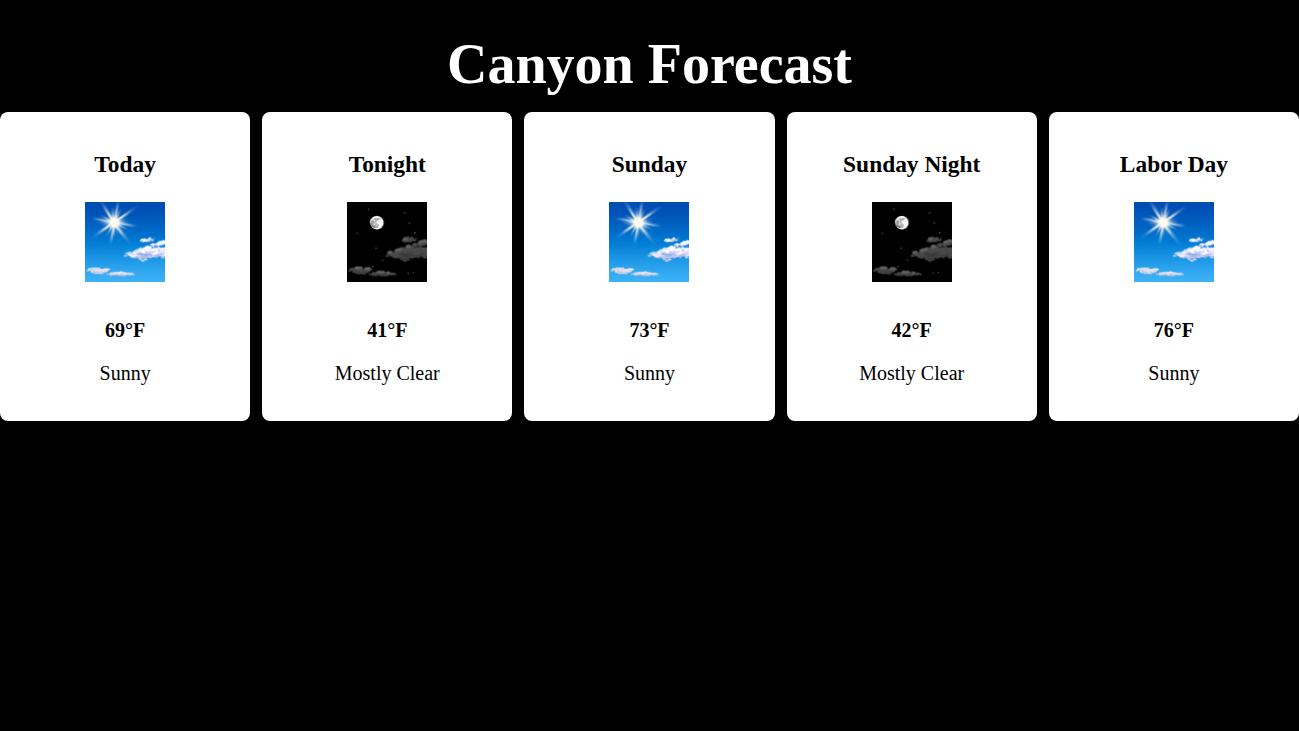 Canyon Forecast
Today
69°F
Sunny
Tonight
41°F
Mostly Clear
Sunday
73°F
Sunny
Sunday Night
42°F
Mostly Clear
Labor Day
76°F
Sunny